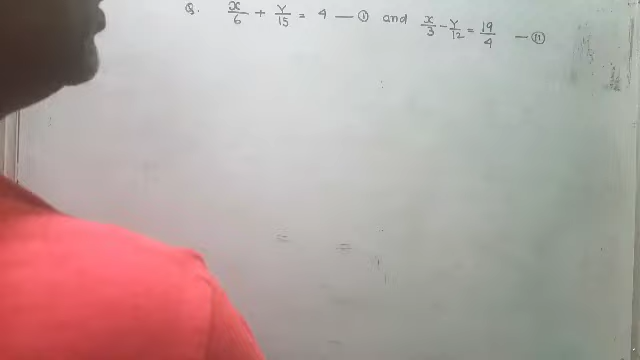 Q. x/6 + y/15 = 4 — (I) and x/3 - y/12 = 19/4 — (II)
= =